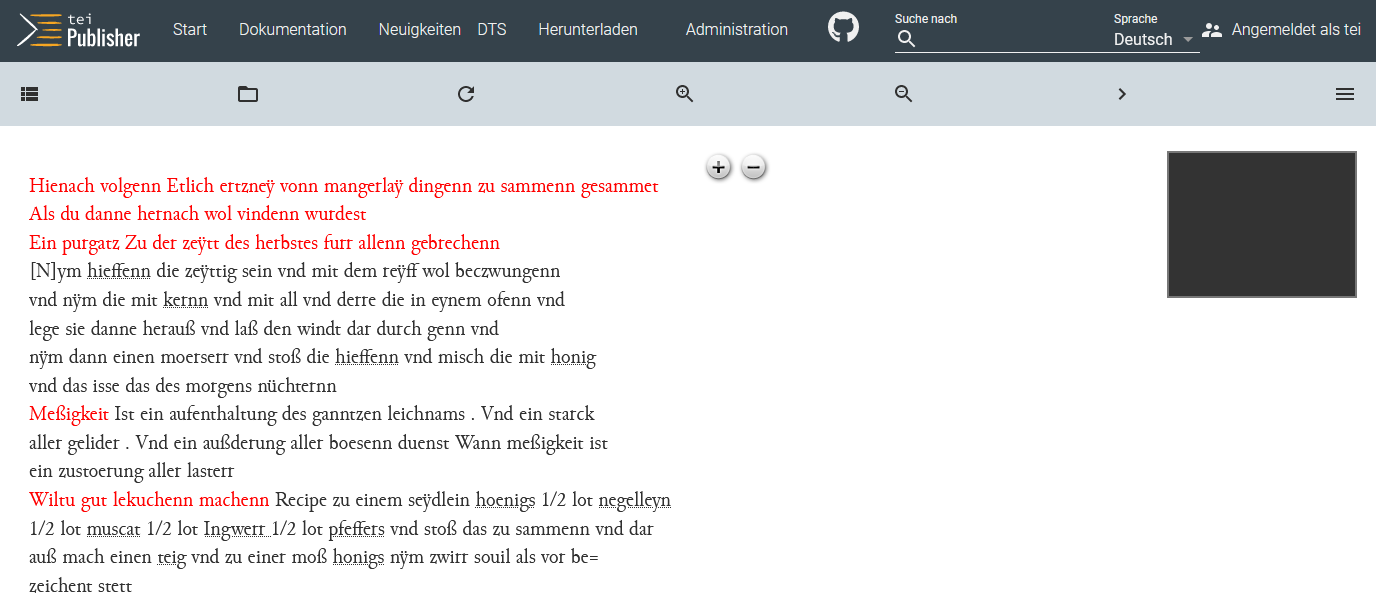 tei Publisher
Start
Dokumentation
Neuigkeiten
DTS
Herunterladen
Administration
Suche nach
Sprache
Deutsch
Angemeldet als tei
Hienach volgenn Etlich ertzneÿ vonn mangerlaÿ dingenn zu sammenn gesammet
Als du danne hernach wol vindenn wurdest
Ein purgatz Zu der zeÿtt des herbstes furr allenn gebrechenn
[N]ym hieffenn die zeÿttig sein vnd mit dem reÿff wol beczwungenn
vnd nÿm die mit kernn vnd mit all vnd derre die in eynem ofenn vnd
lege sie danne herauß vnd laß den windt dar durch genn vnd
nÿm dann einen moerserr vnd stoß die hieffenn vnd misch die mit honig
vnd das isse das des morgens nüchternn
Meßigkeit Ist ein aufenthaltung des ganntzen leichnams . Vnd ein starck
aller gelider . Vnd ein außderung aller boesenn duenst Wann meßigkeit ist
ein zustoerung aller lasterr
Wiltu gut lekuchenn machenn Recipe zu einem seÿdlein hoenigs 1/2 lot negelleyn
1/2 lot muscat 1/2 lot Ingwerr 1/2 lot pfeffers vnd stoß das zu sammenn vnd dar
auß mach einen teig vnd zu einer moß honigs nÿm zwirr souil als vor be=
zeichent stett